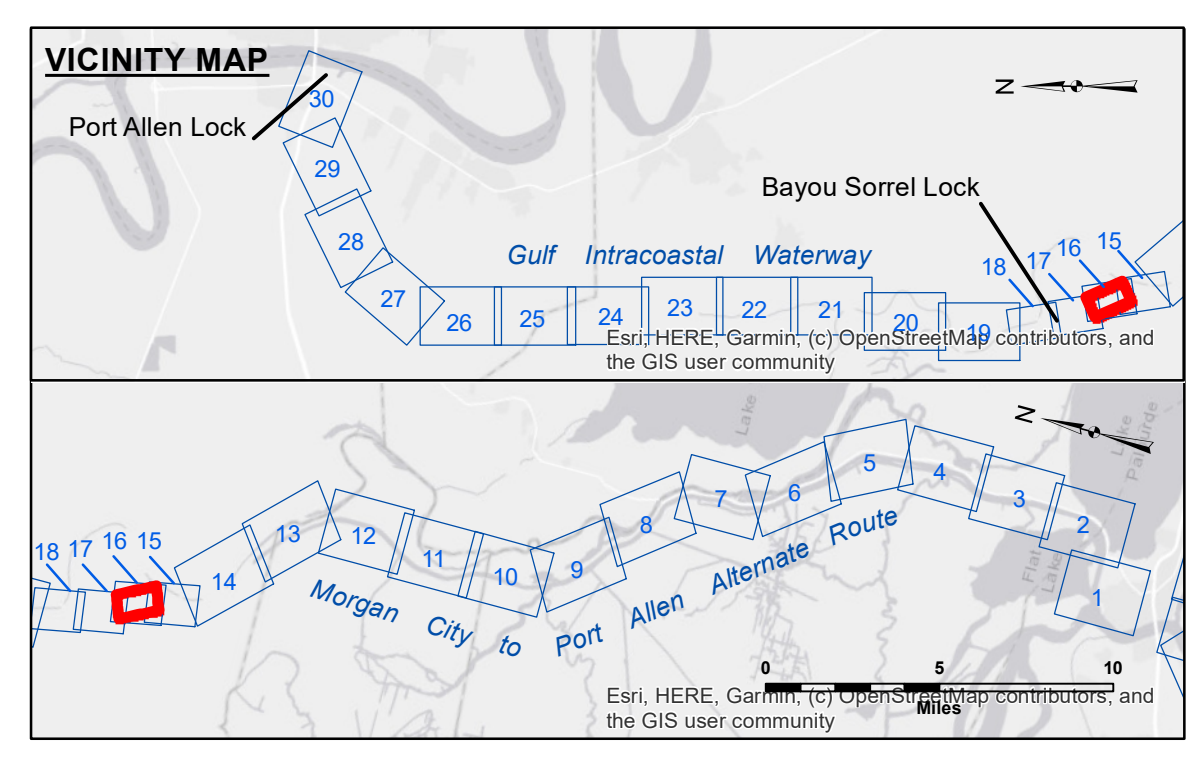 VICINITY MAP
30
Port Allen Lock
N
29
Bayou Sorrel Lock
28
Gulf Intracoastal Waterway
18
17
16
15
27
26
25
24
23
22
21
20
19
Esri, HERE, Garmin, (c) OpenStreetMap contributors, and
the GIS user community
Lake
N
Lake
Palourde
5
4
7
6
3
8
2
13
12
18
17
16
15
11
10
9
14
Flat
Lake
1
Morgan City to Port Allen Alternate Route
0
5
10
Esri, HERE, Garmin, (c) OpenStreetMap contributors, and
Miles
the GIS user community